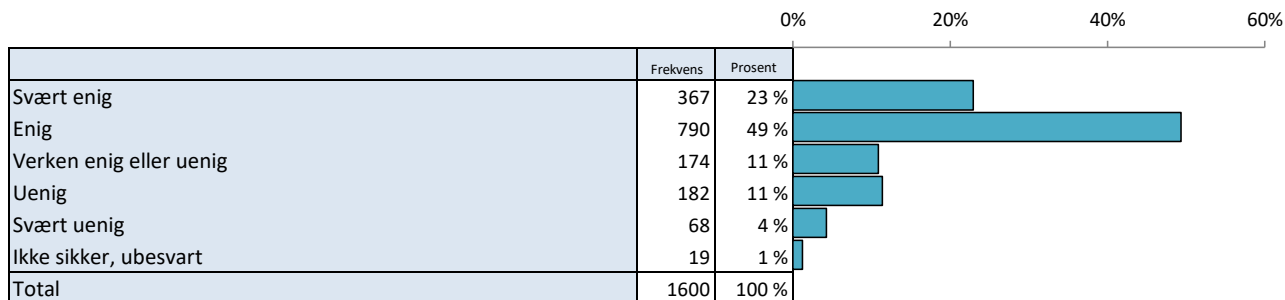 0% 20% 40% 60%
Frekvens Prosent
Svært enig 367 23 %
Enig 790 49 %
Verken enig eller uenig 174 11 %
Uenig 182 11 %
Svært uenig 68 4 %
Ikke sikker, ubesvart 19 1 %
Total 1600 100 %